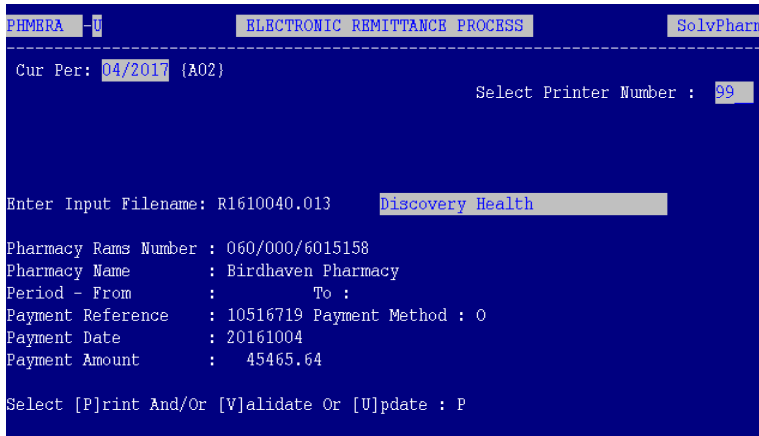 PHMERA -U ELECTRONIC REMITTANCE PROCESS SolvPharm
Cur Per: 04/2017 {A02}
Select Printer Number : 99
Enter Input Filename: R1610040.013 Discovery Health
Pharmacy Rams Number : 060/000/6015158
Pharmacy Name : Birdhaven Pharmacy
Period - From : To :
Payment Reference : 10516719 Payment Method : O
Payment Date : 20161004
Payment Amount : 45465.64
Select [P]rint And/Or [V]alidate Or [U]pdate : P